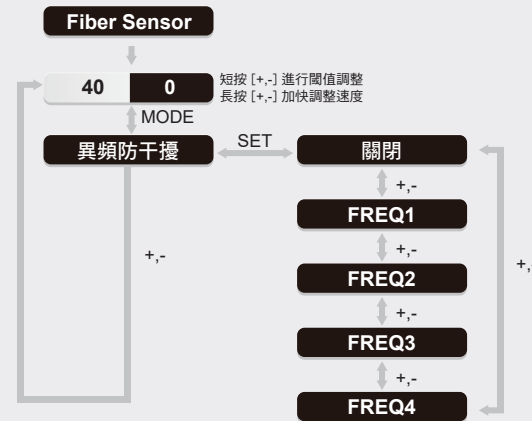 Fiber Sensor
40 0
短按 [+,-] 進行閾值調整
長按 [+,-] 加快調整速度
MODE
異頻防干擾
SET
關閉
+,-
FREQ1
+,-
+,-
FREQ2
+,
+,-
FREQ3
+,-
FREQ4